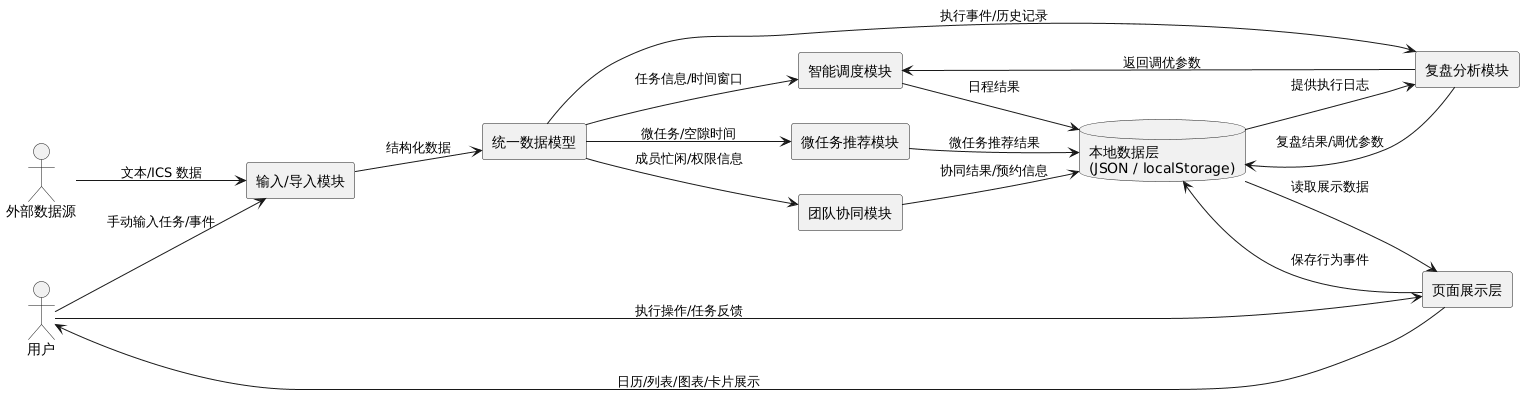 执行事件/历史记录
智能调度模块
返回调优参数
复盘分析模块
任务信息/时间窗口
日程结果
提供执行日志
统一数据模型
微任务/空隙时间
微任务推荐模块
微任务推荐结果
本地数据层
(JSON / localStorage)
复盘结果/调优参数
结构化数据
成员忙闲/权限信息
团队协同模块
协同结果/预约信息
文本/ICS 数据
输入/导入模块
外部数据源
手动输入任务/事件
读取展示数据
保存行为事件
页面展示层
执行操作/任务反馈
用户
日历/列表/图表/卡片展示